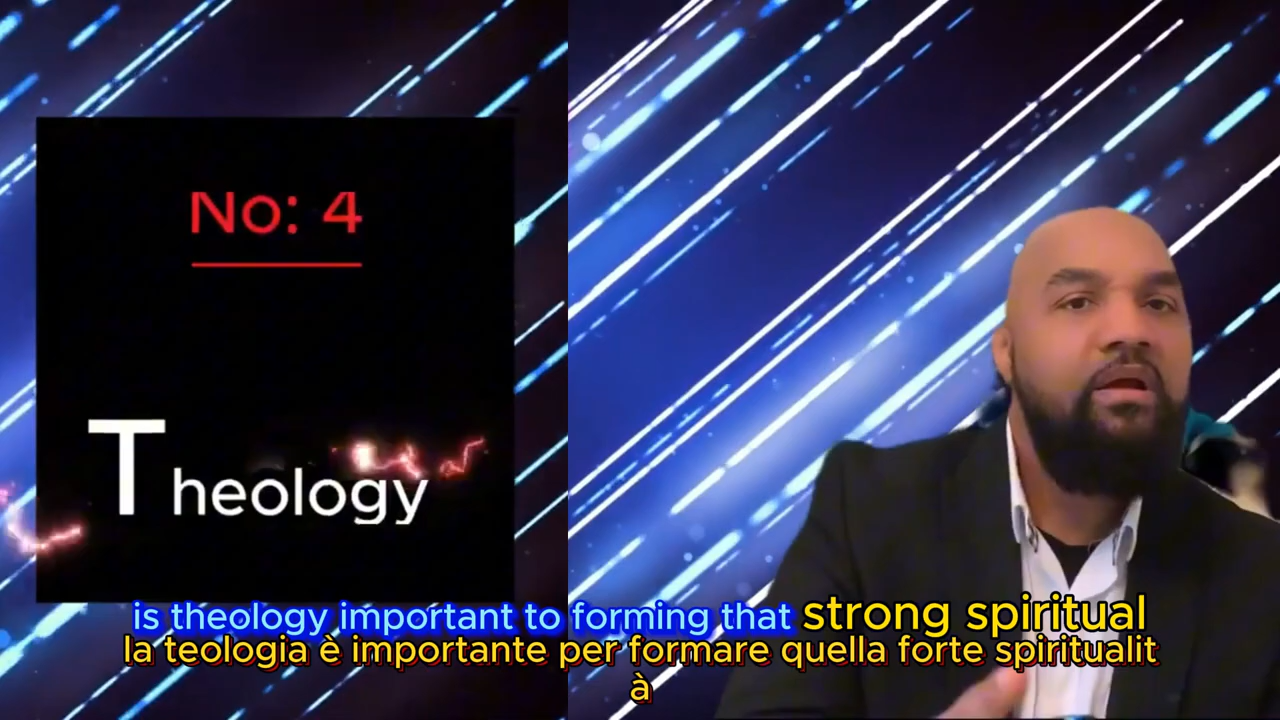 No: 4
Theology
is theology important to forming that strong spiritual
la teologia è importante per formare quella forte spiritualit
à